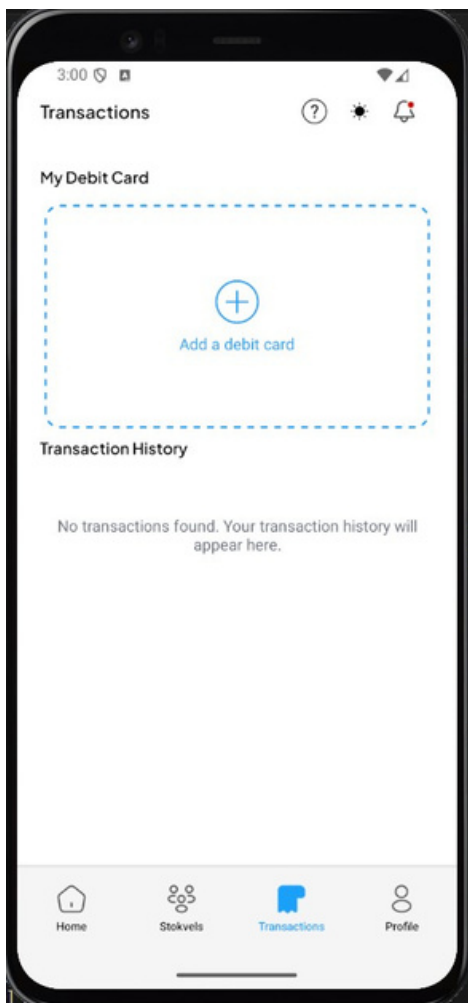 3:00
Transactions
My Debit Card
Add a debit card
Transaction History
No transactions found. Your transaction history will
appear here.
Home
Stokvels
Transactions
Profile